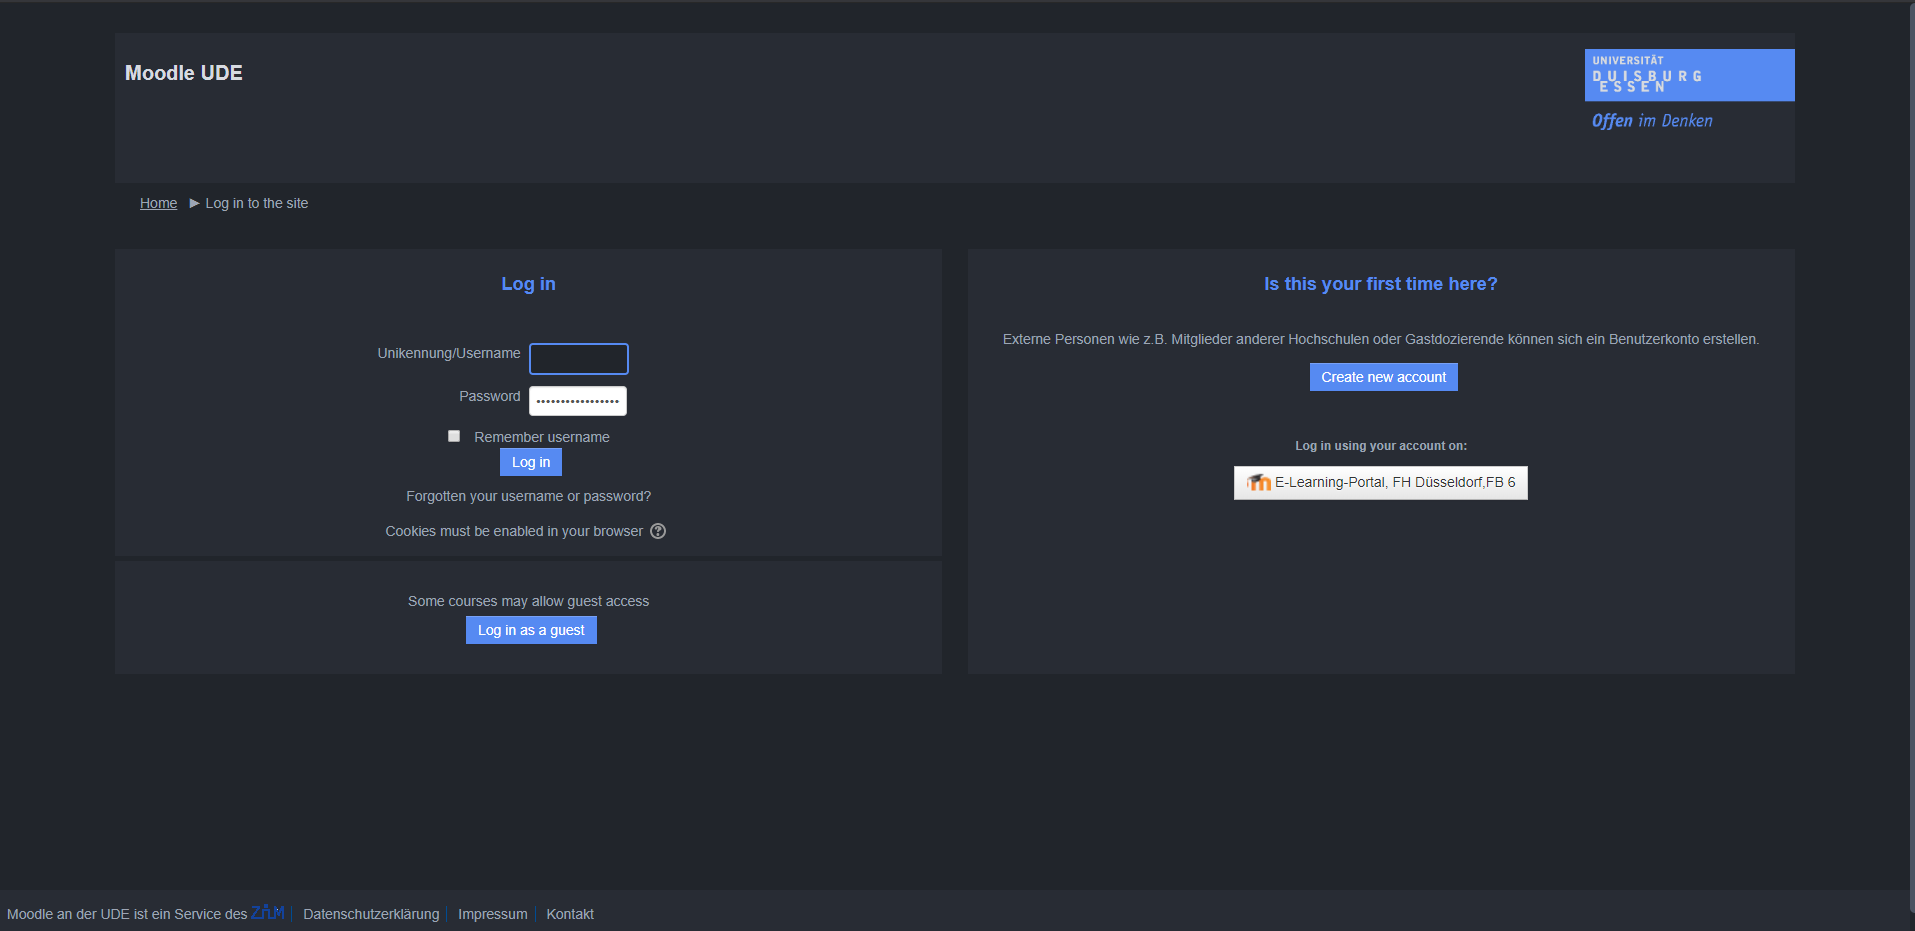 Moodle UDE
UNIVERSITÄT
DUISBURG
ESSEN
Offen im Denken
Home ► Log in to the site
Log in
Unikennung/Username
Password
Remember username
Log in
Forgotten your username or password?
Cookies must be enabled in your browser
Some courses may allow guest access
Log in as a guest
Is this your first time here?
Externe Personen wie z.B. Mitglieder anderer Hochschulen oder Gastdozierende können sich ein Benutzerkonto erstellen.
Create new account
Log in using your account on:
E-Learning-Portal, FH Düsseldorf,FB 6
Moodle an der UDE ist ein Service des ZIM Datenschutzerklärung Impressum Kontakt